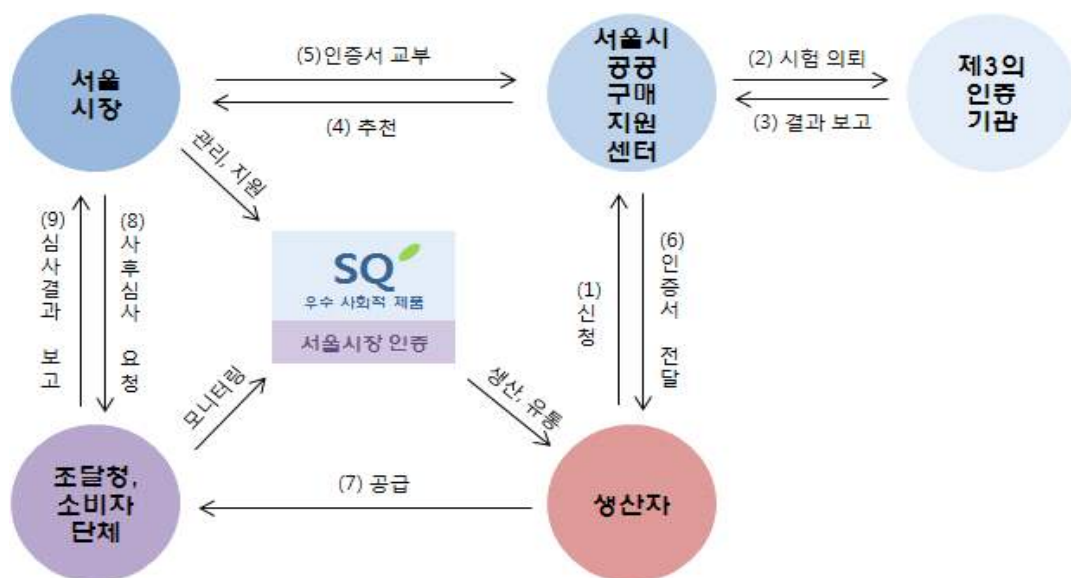 서울
시장
(5)인증서 교부
(4) 추천
서울시
공공
구매
지원
센터
(2) 시험 의뢰
(3) 결과 보고
제3의
인증
기관
관리, 지원
(9)심사결과 보고
(8)사후심사 요청
SQ
우수 사회적 제품
서울시장 인증
(1)신청
(6)인증서 전달
모니터링
생산, 유통
조달청,
소비자
단체
(7) 공급
생산자